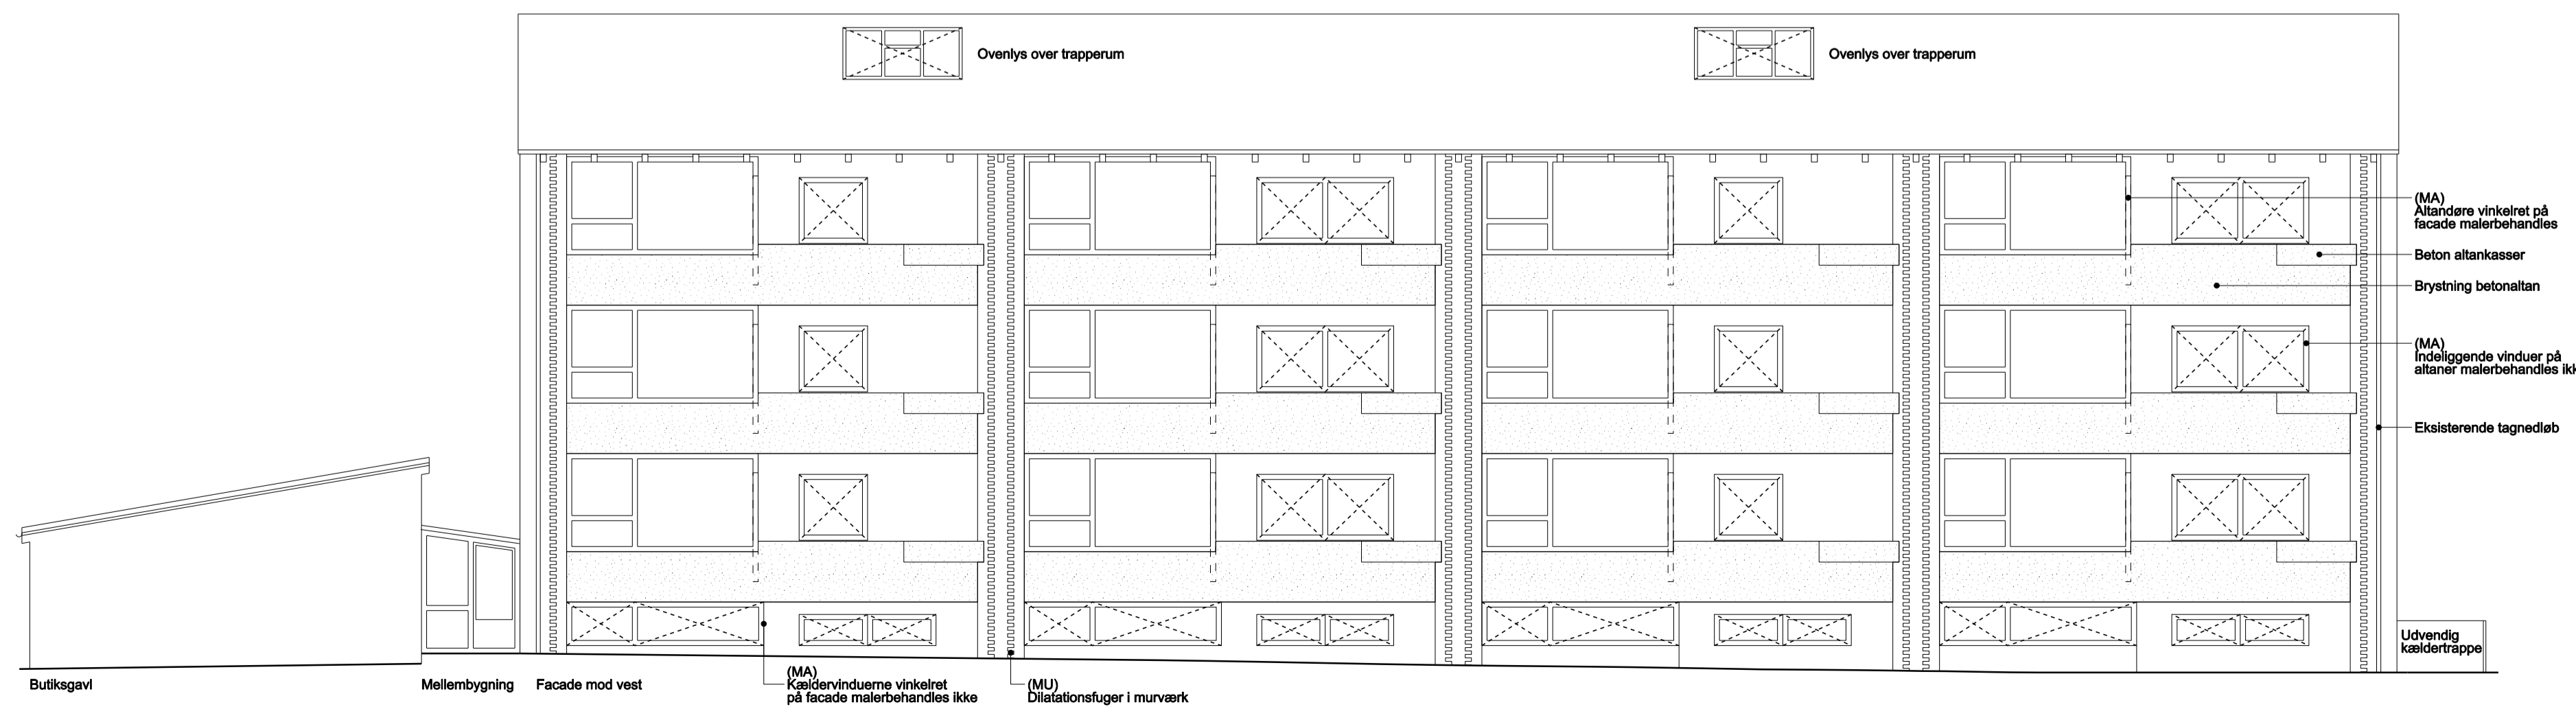 Ovenlys over trapperum
Ovenlys over trapperum
(MA)
Altandøre vinkelret på
facade malerbehandles
Beton altankasser
Brystning betonaltan
(MA)
Indeliggende vinduer på
altaner malerbehandles ikk
Eksisterende tagnedløb
Udvendig
kældertrappe
Butiksgavl
Mellembygning
Facade mod vest
(MA)
Kældervinduerne vinkelret
på facade malerbehandles ikke
(MU)
Dilatationsfuger i murværk